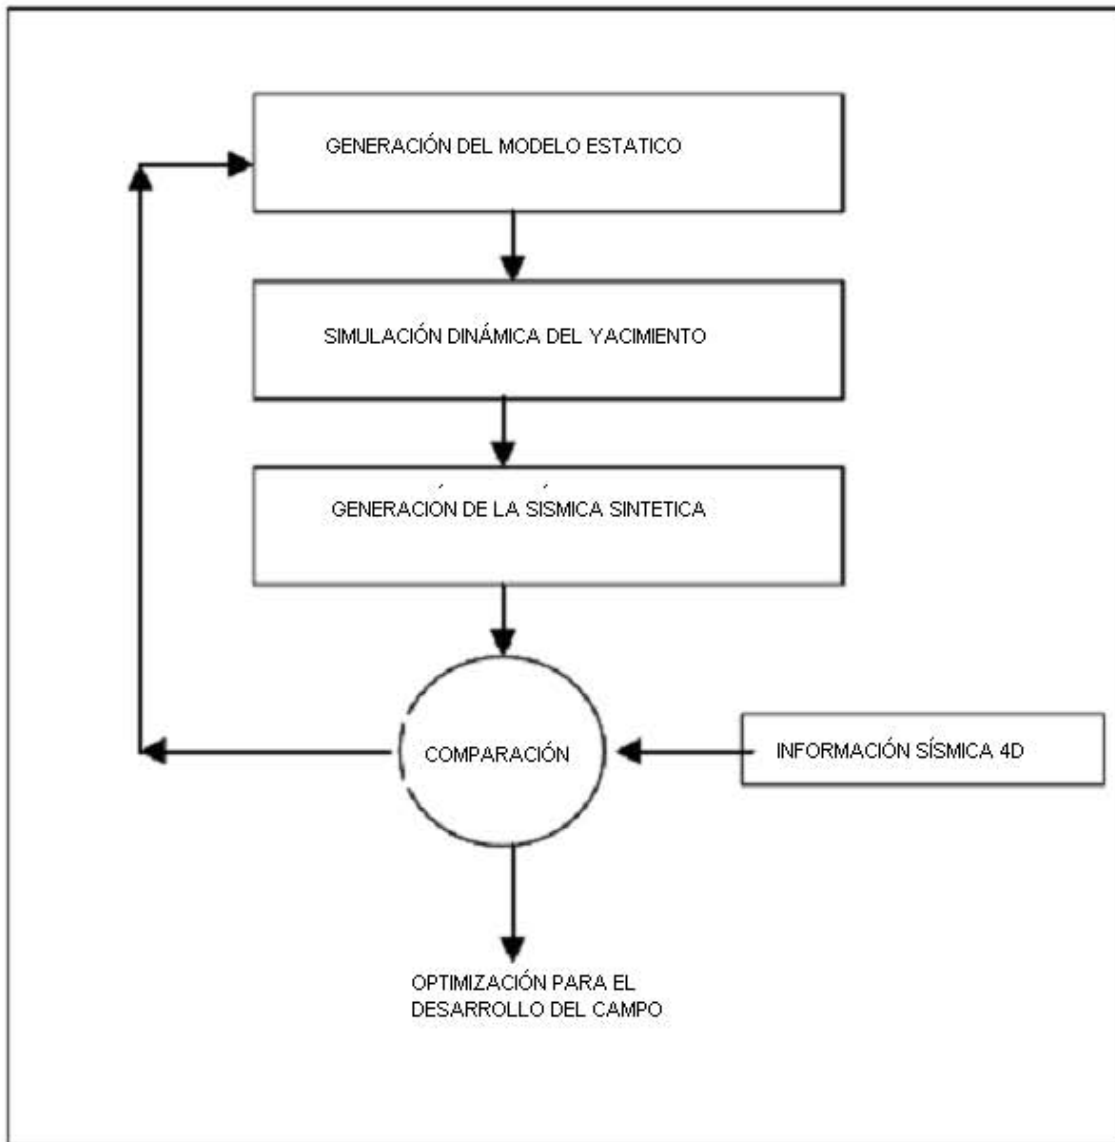 GENERACIÓN DEL MODELO ESTATICO
SIMULACIÓN DINÁMICA DEL YACIMIENTO
GENERACIÓN DE LA SÍSMICA SINTETICA
COMPARACIÓN
INFORMACIÓN SÍSMICA 4D
OPTIMIZACIÓN PARA EL
DESARROLLO DEL CAMPO